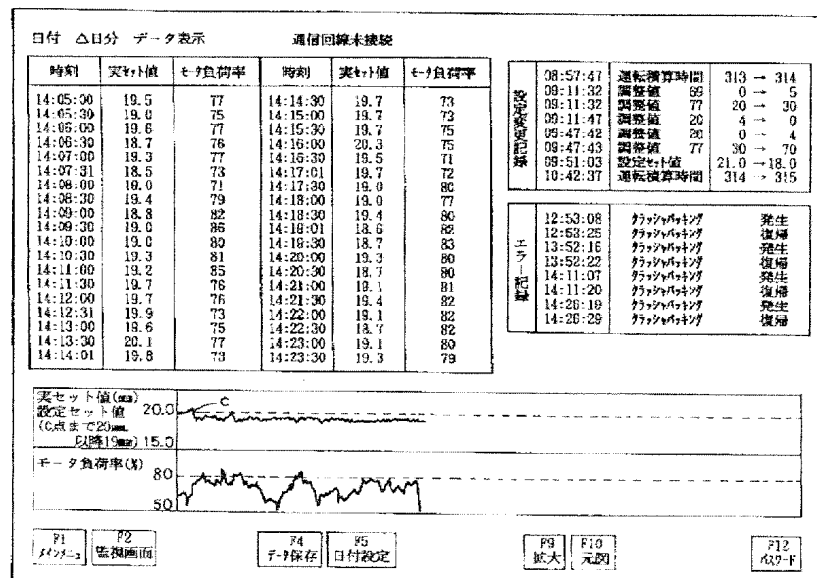 日付 △日分 データ表示 通信回線未接続
時刻 実セット値 モータ負荷率 時刻 実セット値 モータ負荷率
14:05:00 19.5 77 14:14:30 19.7 73
14:05:30 19.0 75 14:15:00 19.7 73
14:06:00 19.6 77 14:15:30 19.7 75
14:06:30 18.7 76 14:16:00 20.3 75
14:07:00 19.3 77 14:16:30 19.5 71
14:07:31 18.5 73 14:17:01 19.7 72
14:08:00 19.0 71 14:17:30 19.0 80
14:08:30 19.4 79 14:18:00 19.0 77
14:09:00 18.8 82 14:18:30 19.4 80
14:09:30 19.0 86 14:19:01 18.6 82
14:10:00 19.0 80 14:19:30 18.7 83
14:10:30 19.3 81 14:20:00 19.3 80
14:11:00 19.2 85 14:20:30 18.7 80
14:11:30 19.7 76 14:21:00 19.1 81
14:12:00 19.7 76 14:21:30 19.4 82
14:12:31 19.9 73 14:22:00 19.1 82
14:13:00 19.6 75 14:22:30 18.7 82
14:13:30 20.1 77 14:23:00 19.1 80
14:14:01 19.8 73 14:23:30 19.3 79
設定変更記録
08:57:47 運転積算時間 313 → 314
09:11:32 調整値 69 0 → 5
09:11:32 調整値 77 20 → 30
09:11:47 調整値 20 4 → 0
09:47:42 調整値 20 0 → 4
09:47:43 調整値 77 30 → 70
09:51:03 設定セット値 21.0 → 18.0
10:42:37 運転積算時間 314 → 315
エラー記録
12:53:08 クラッシャパッキング 発生
12:53:25 クラッシャパッキング 復帰
13:52:16 クラッシャパッキング 発生
13:52:22 クラッシャパッキング 復帰
14:11:07 クラッシャパッキング 発生
14:11:20 クラッシャパッキング 復帰
14:26:19 クラッシャパッキング 発生
14:26:29 クラッシャパッキング 復帰
実セット値(mm)
設定セット値 20.0 C
(C点まで20mm
以降19mm) 15.0
モータ負荷率(%) 80
50
F1 F2 F4 F5 F9 F10 F12
メインメニュ 監視画面 データ保存 日付設定 拡大 元図 パスワード